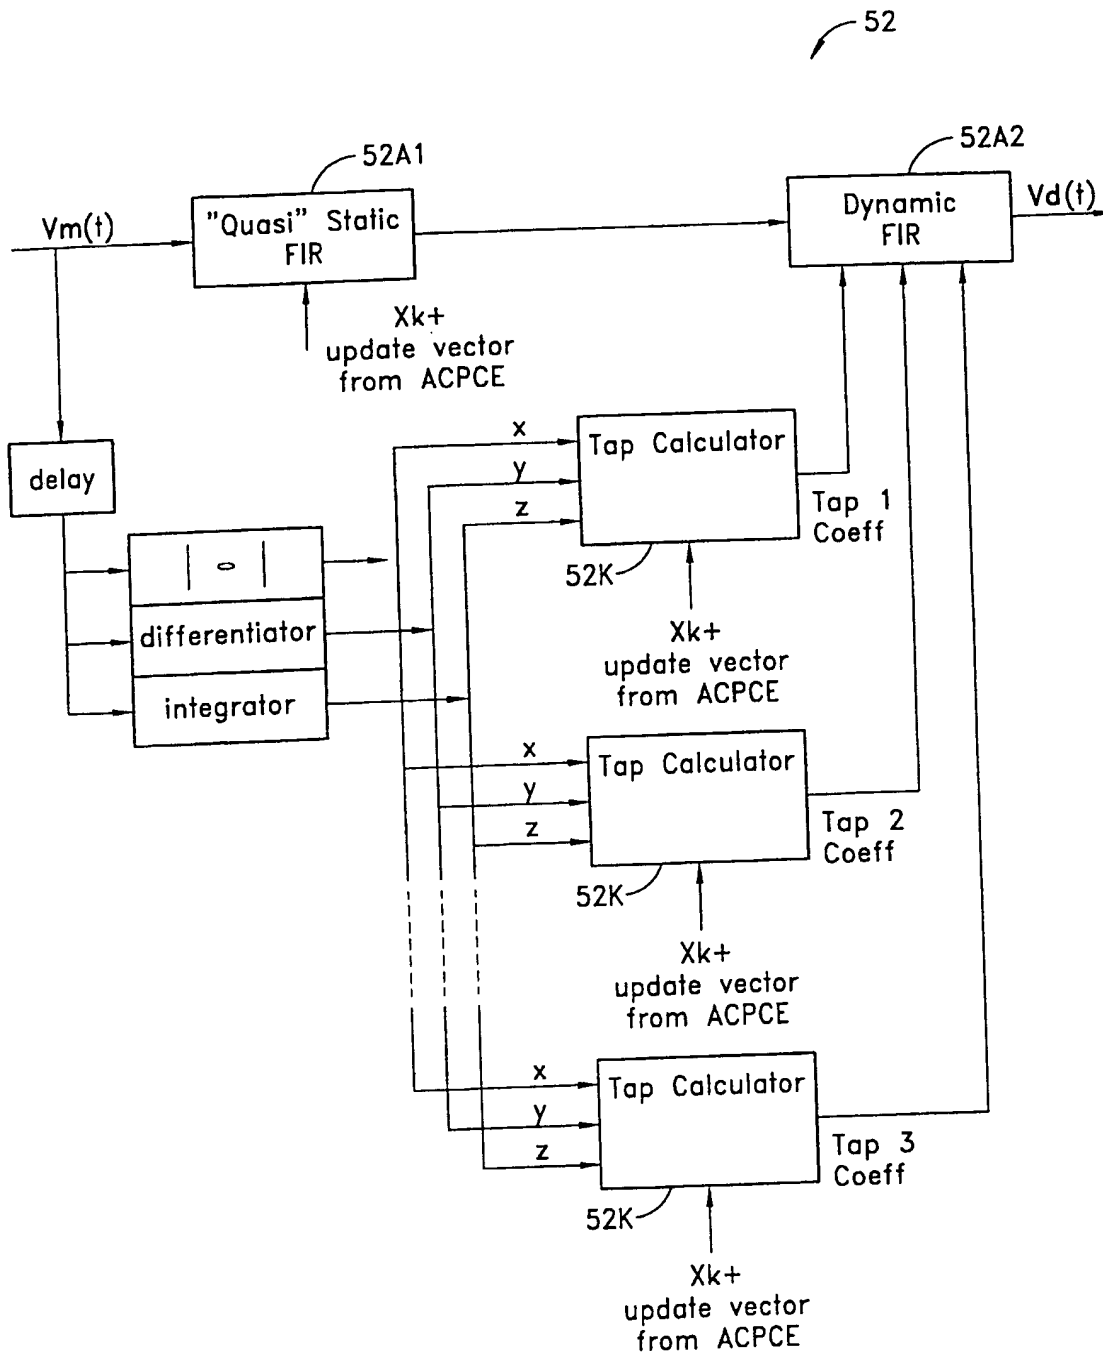 52
52A1
52A2
Vm(t)
"Quasi" Static
FIR
Dynamic
FIR
Vd(t)
Xk+
update vector
from ACPCE
delay
x
y
z
Tap Calculator
Tap 1
Coeff
52K
| o |
differentiator
integrator
Xk+
update vector
from ACPCE
x
y
z
Tap Calculator
Tap 2
Coeff
52K
Xk+
update vector
from ACPCE
x
y
z
Tap Calculator
Tap 3
Coeff
52K
Xk+
update vector
from ACPCE